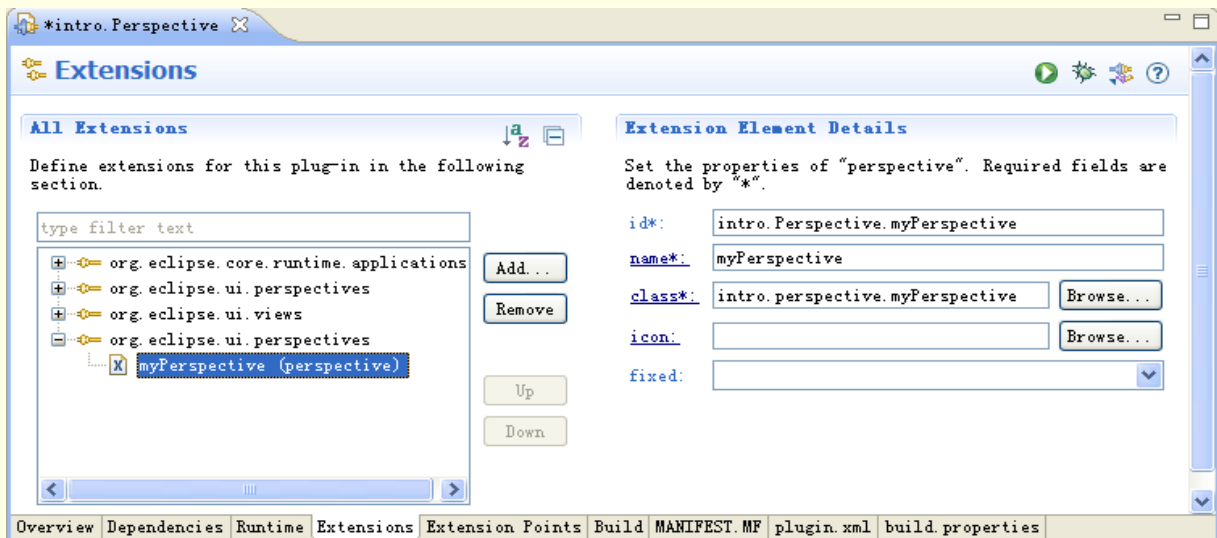 *intro.Perspective
Extensions
All Extensions
Define extensions for this plug-in in the following
section.
type filter text
org.eclipse.core.runtime.applications
org.eclipse.ui.perspectives
org.eclipse.ui.views
org.eclipse.ui.perspectives
myPerspective (perspective)
Add...
Remove
Up
Down
Extension Element Details
Set the properties of "perspective". Required fields are
denoted by "*".
id*: intro.Perspective.myPerspective
name*: myPerspective
class*: intro.perspective.myPerspective Browse...
icon: Browse...
fixed:
Overview Dependencies Runtime Extensions Extension Points Build MANIFEST.MF plugin.xml build.properties